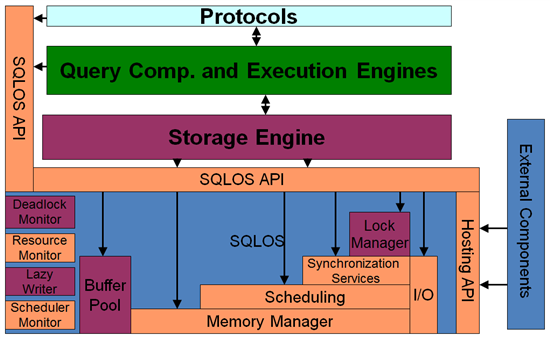 Protocols
Query Comp. and Execution Engines
Storage Engine
SQLOS API
SQLOS API
Deadlock
Monitor
Resource
Monitor
Lazy
Writer
Scheduler
Monitor
Buffer
Pool
SQLOS
Lock
Manager
Synchronization
Services
Scheduling
I/O
Memory Manager
Hosting API
External Components